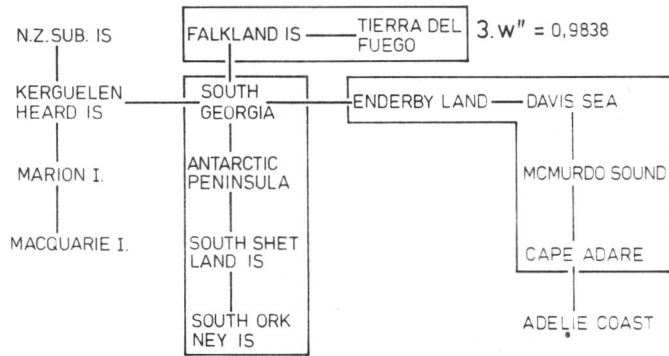 N.Z.SUB. IS
FALKLAND IS
TIERRA DEL
FUEGO
3.w" = 0,9838
KERGUELEN
HEARD IS
SOUTH
GEORGIA
ENDERBY LAND
DAVIS SEA
MARION I.
ANTARCTIC
PENINSULA
MCMURDO SOUND
MACQUARIE I.
SOUTH SHET
LAND IS
CAPE ADARE
SOUTH ORK
NEY IS
ADELIE COAST